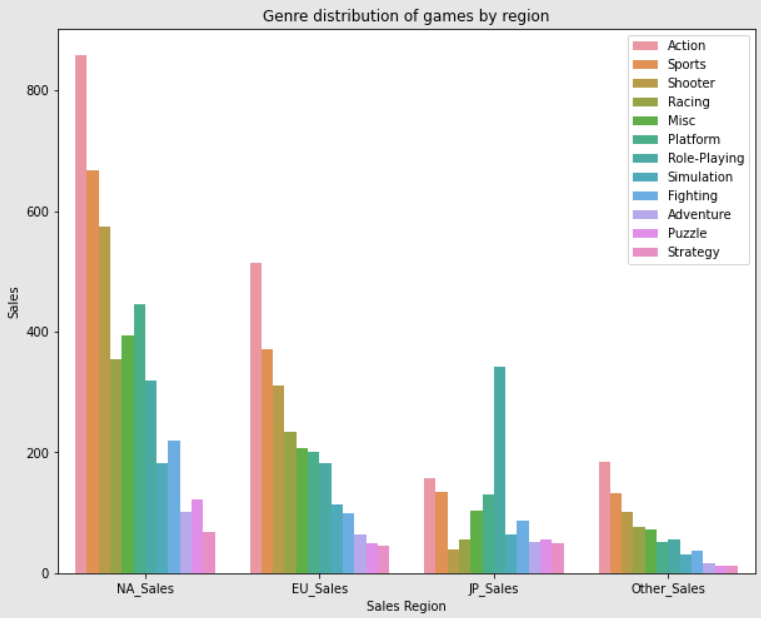 Genre distribution of games by region
Action
Sports
Shooter
Racing
Misc
Platform
Role-Playing
Simulation
Fighting
Adventure
Puzzle
Strategy
Sales
800
600
400
200
0
NA_Sales
EU_Sales
JP_Sales
Other_Sales
Sales Region